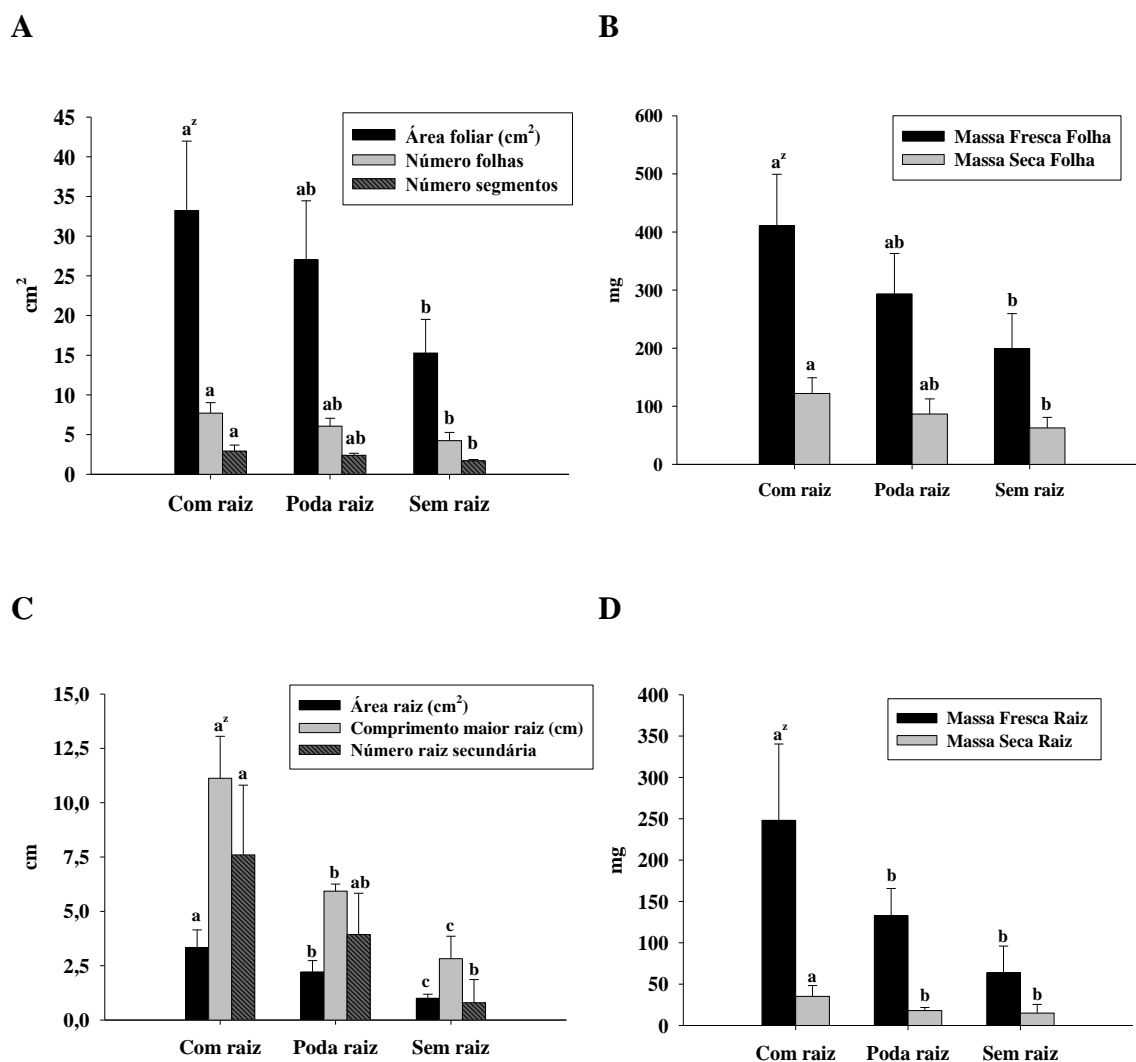 A
45
40
35
30
25
20
15
10
5
0
cm²
Área foliar (cm²)
Número folhas
Número segmentos
aᶻ
a
a
ab
ab
ab
b
b
b
Com raiz Poda raiz Sem raiz
B
600
500
400
300
200
100
0
mg
Massa Fresca Folha
Massa Seca Folha
aᶻ
a
ab
ab
b
b
Com raiz Poda raiz Sem raiz
C
15,0
12,5
10,0
7,5
5,0
2,5
0,0
cm
Área raiz (cm²)
Comprimento maior raiz (cm)
Número raiz secundária
a
aᶻ
a
b
b
ab
c
c
b
Com raiz Poda raiz Sem raiz
D
400
350
300
250
200
150
100
50
0
mg
Massa Fresca Raiz
Massa Seca Raiz
aᶻ
a
b
b
b
b
Com raiz Poda raiz Sem raiz